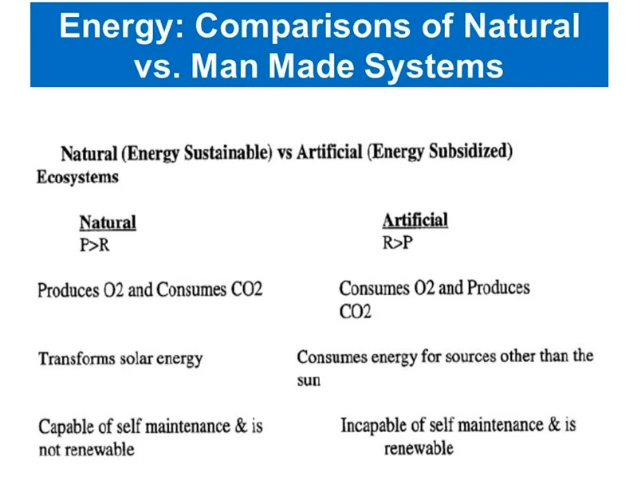 Energy: Comparisons of Natural
vs. Man Made Systems
Natural (Energy Sustainable) vs Artificial (Energy Subsidized)
Ecosystems
Natural
P>R
Artificial
R>P
Produces O2 and Consumes CO2
Consumes O2 and Produces
CO2
Transforms solar energy
Consumes energy for sources other than the
sun
Capable of self maintenance & is
not renewable
Incapable of self maintenance & is
renewable